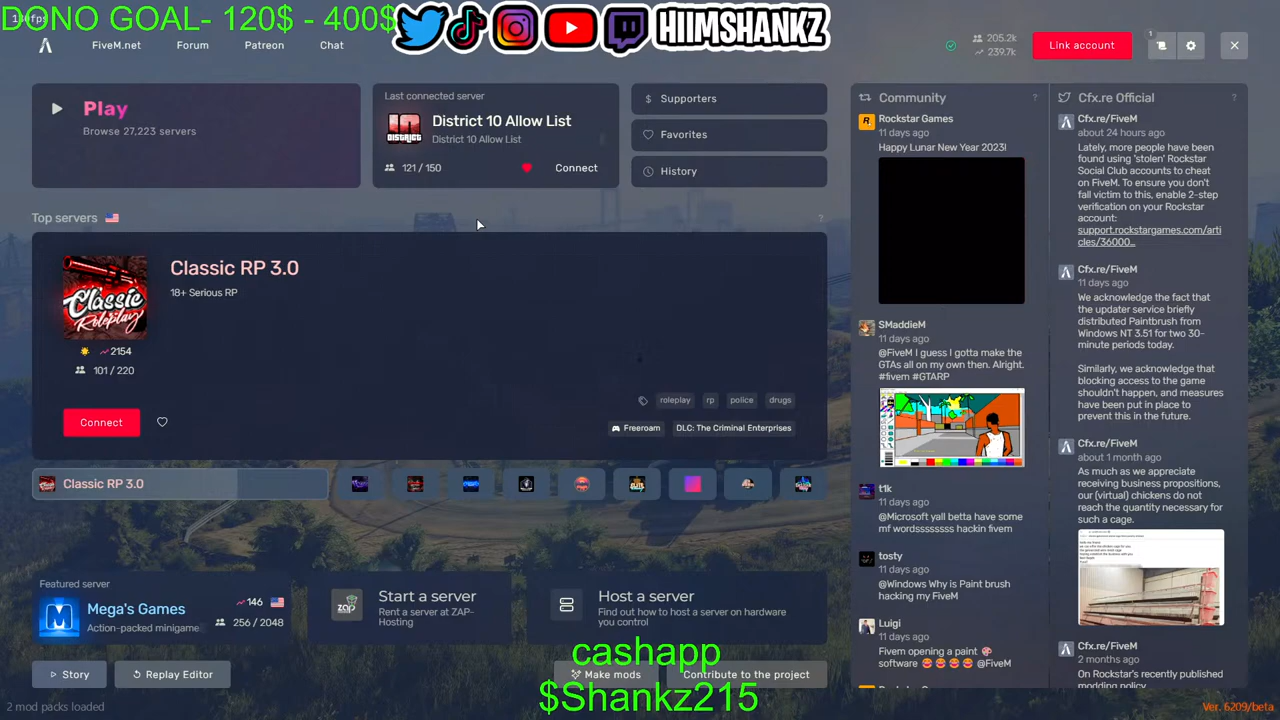 DONO GOAL- 120$ - 400$
HIIMSHANKZ
FiveM.net
Forum
Patreon
Chat
205.2k
239.7k
Link account
1
Play
Browse 27,223 servers
Last connected server
District 10 Allow List
District 10 Allow List
121 / 150
Connect
Supporters
Favorites
History
Top servers
Classic RP 3.0
18+ Serious RP
Classic
Roleplay
2154
101 / 220
Connect
roleplay
rp
police
drugs
Freeroam
DLC: The Criminal Enterprises
Classic RP 3.0
Featured server
Mega's Games
Action-packed minigame
146
256 / 2048
Start a server
Rent a server at ZAP-
Hosting
Host a server
Find out how to host a server on hardware
you control
Story
Replay Editor
Make mods
Contribute to the project
cashapp
$Shankz215
2 mod packs loaded
Community
Rockstar Games
11 days ago
Happy Lunar New Year 2023!
SMaddieM
11 days ago
@FiveM I guess I gotta make the
GTAs all on my own then. Alright.
#fivem #GTARP
t1k
11 days ago
@Microsoft yall betta have some
mf wordsssssss hackin fivem
tosty
11 days ago
@Windows Why is Paint brush
hacking my FiveM
Luigi
11 days ago
Fivem opening a paint
software @FiveM
Cfx.re Official
Cfx.re/FiveM
about 24 hours ago
Lately, more people have been
found using 'stolen' Rockstar
Social Club accounts to cheat
on FiveM. To ensure you don't
fall victim to this, enable 2-step
verification on your Rockstar
account:
support.rockstargames.com/arti
cles/36000…
Cfx.re/FiveM
11 days ago
We acknowledge the fact that
the updater service briefly
distributed Paintbrush from
Windows NT 3.51 for two 30-
minute periods today.
Similarly, we acknowledge that
blocking access to the game
shouldn't happen, and measures
have been put in place to
prevent this in the future.
Cfx.re/FiveM
about 1 month ago
As much as we appreciate
receiving business propositions,
our (virtual) chickens do not
reach the quantity necessary for
such a cage.
Cfx.re/FiveM
2 months ago
On Rockstar's recently published
modding policy
Ver. 6209/beta